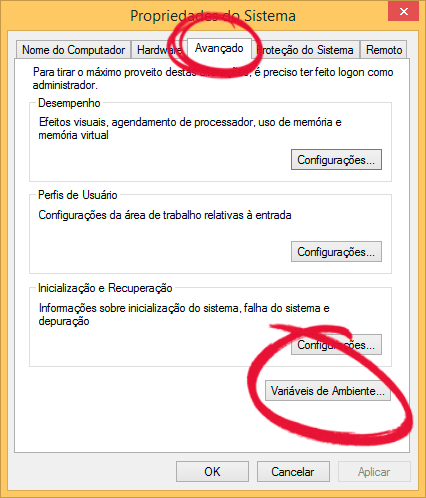 Propriedades do Sistema
Nome do Computador Hardware Avançado Proteção do Sistema Remoto
Para tirar o máximo proveito destas é preciso ter feito logon como
administrador.
Desempenho
Efeitos visuais, agendamento de processador, uso de memória e
memória virtual
Configurações...
Perfis de Usuário
Configurações da área de trabalho relativas à entrada
Configurações...
Inicialização e Recuperação
Informações sobre inicialização do sistema, falha do sistema e
depuração
Configurações...
Variáveis de Ambiente...
OK Cancelar Aplicar